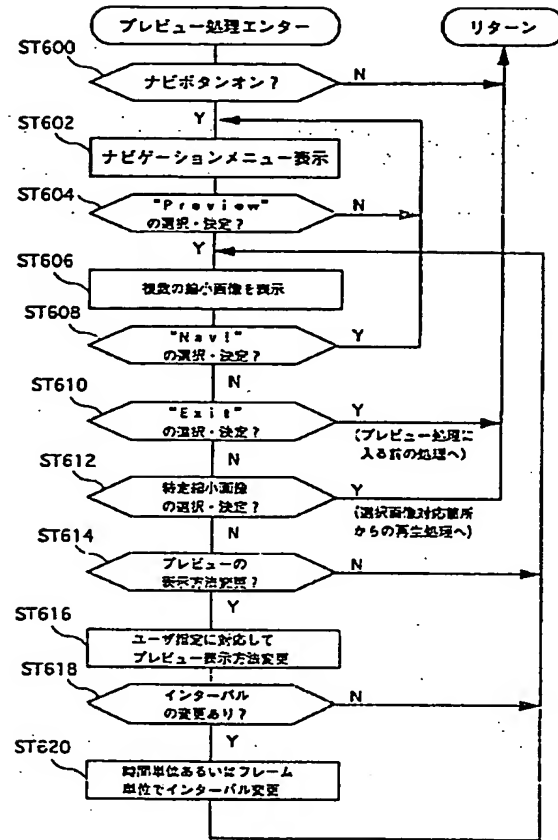 プレビュー処理エンター
リターン
ST600
ナビボタンオン?
N
Y
ST602
ナビゲーションメニュー表示
ST604
"Preview"
の選択・決定?
N
Y
ST606
複数の縮小画像を表示
ST608
"Navi"
の選択・決定?
Y
N
ST610
"Exit"
の選択・決定?
Y
(プレビュー処理に
入る前の処理へ)
N
ST612
特定縮小画像
の選択・決定?
Y
(選択画像対応箇所
からの再生処理へ)
N
ST614
プレビューの
表示方法変更?
N
Y
ST616
ユーザ指定に対応して
プレビュー表示方法変更
ST618
インターバル
の変更あり?
N
Y
ST620
時間単位あるいはフレーム
単位でインターバル変更